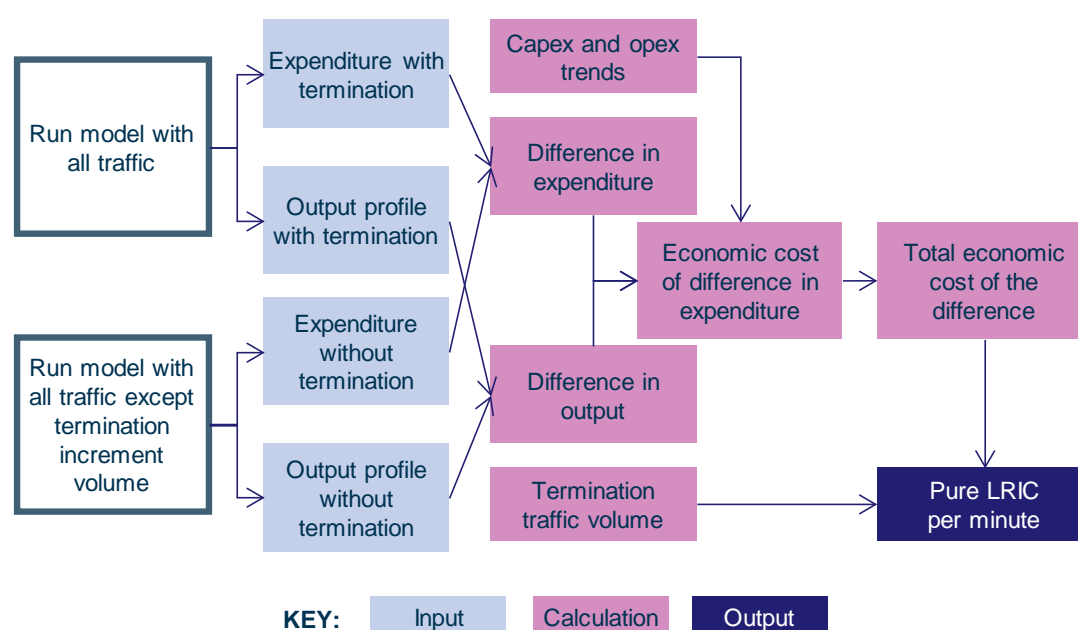 Run model with
all traffic
Run model with
all traffic except
termination
increment
volume
Expenditure with
termination
Output profile
with termination
Expenditure
without
termination
Output profile
without
termination
Capex and opex
trends
Difference in
expenditure
Difference in
output
Termination
traffic volume
Economic cost
of difference in
expenditure
Total economic
cost of the
difference
Pure LRIC
per minute
KEY:
Input
Calculation
Output